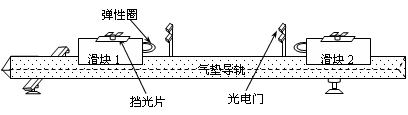 弹性圈
滑块 1
滑块 2
气垫导轨
挡光片
光电门